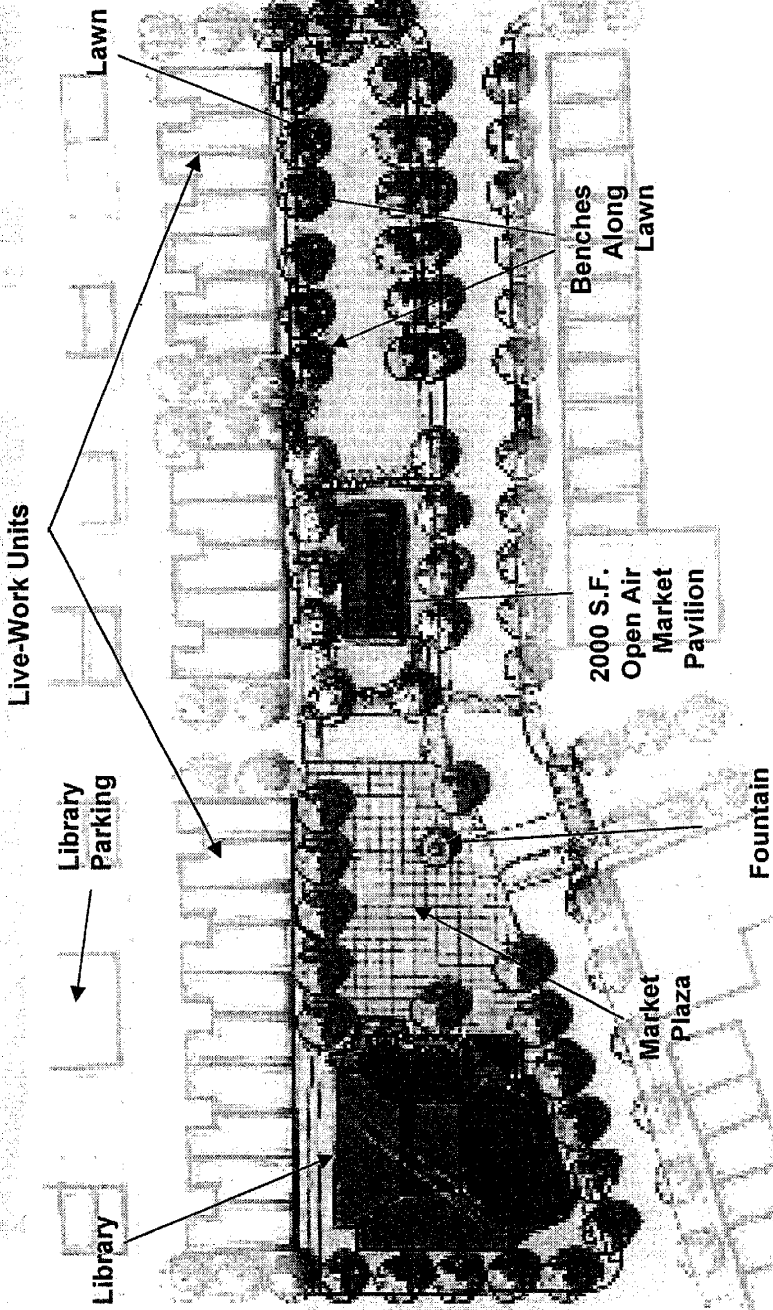 Live-Work Units
Library
Parking
Library
Lawn
Market
Plaza
Fountain
2000 S.F.
Open Air
Market
Pavilion
Benches
Along
Lawn